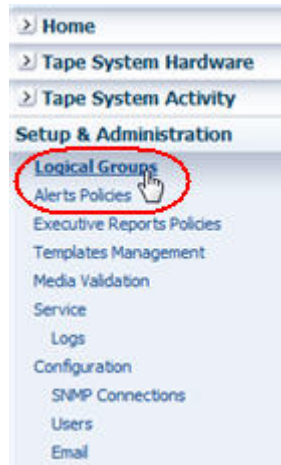 Home
Tape System Hardware
Tape System Activity
Setup & Administration
Logical Groups
Alerts Policies
Executive Reports Policies
Templates Management
Media Validation
Service
Logs
Configuration
SNMP Connections
Users
Email